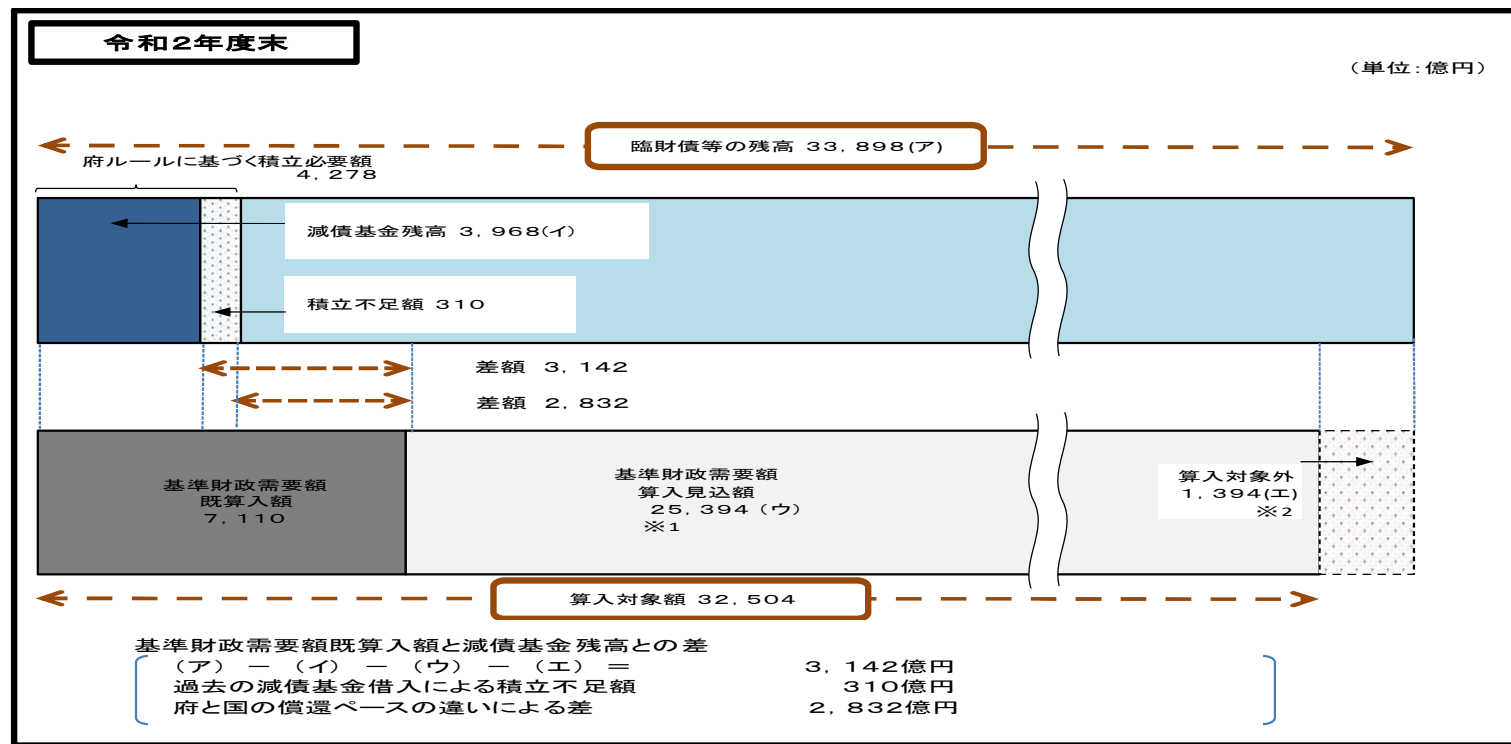 令和2年度末
（単位：億円）
臨財債等の残高 33，898(ア)
府ルールに基づく積立必要額
4，278
減債基金残高 3，968(イ)
積立不足額 310
差額 3，142
差額 2，832
基準財政需要額
既算入額
7，110
基準財政需要額
算入見込額
25，394（ウ）
※1
算入対象外
1，394(エ)
※2
算入対象額 32，504
基準財政需要額既算入額と減債基金残高との差
（ア） － （イ） － （ウ） － （エ） ＝ 3，142億円
過去の減債基金借入による積立不足額 310億円
府と国の償還ペースの違いによる差 2，832億円